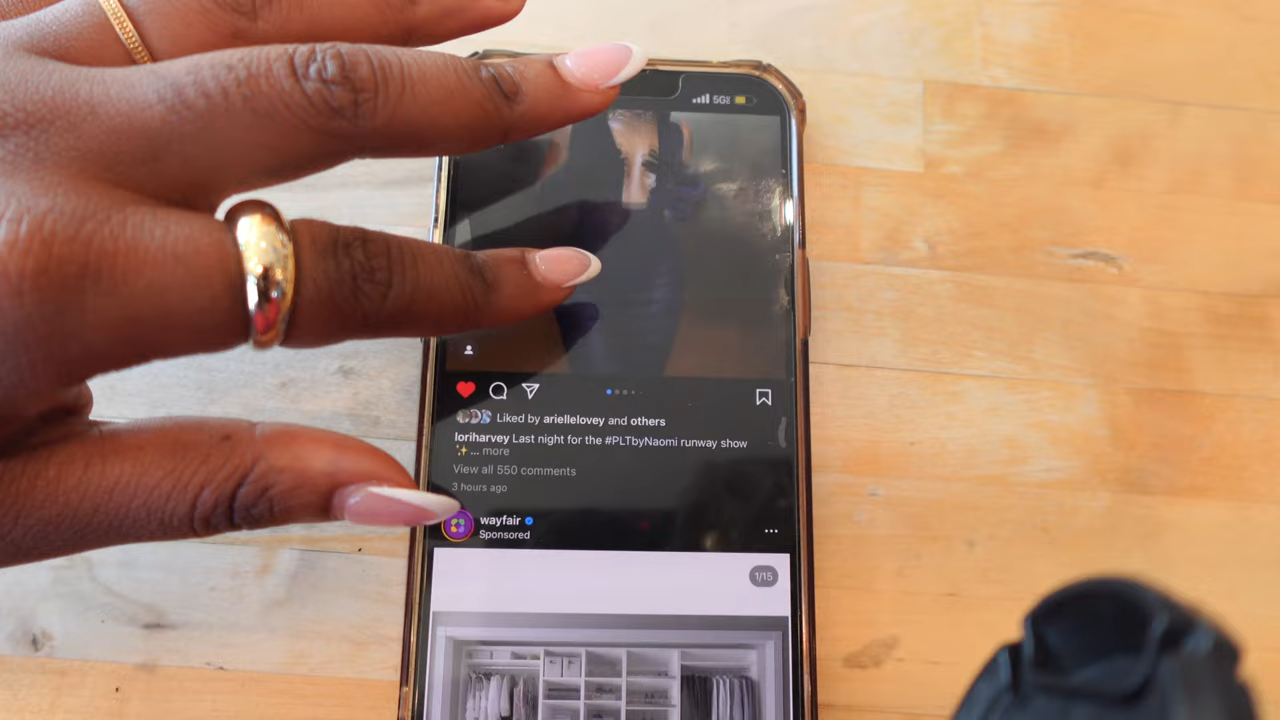 5G
Liked by ariellelovey and others
loriharvey Last night for the #PLTbyNaomi runway show
✨... more
View all 550 comments
3 hours ago
wayfair
Sponsored
1/15